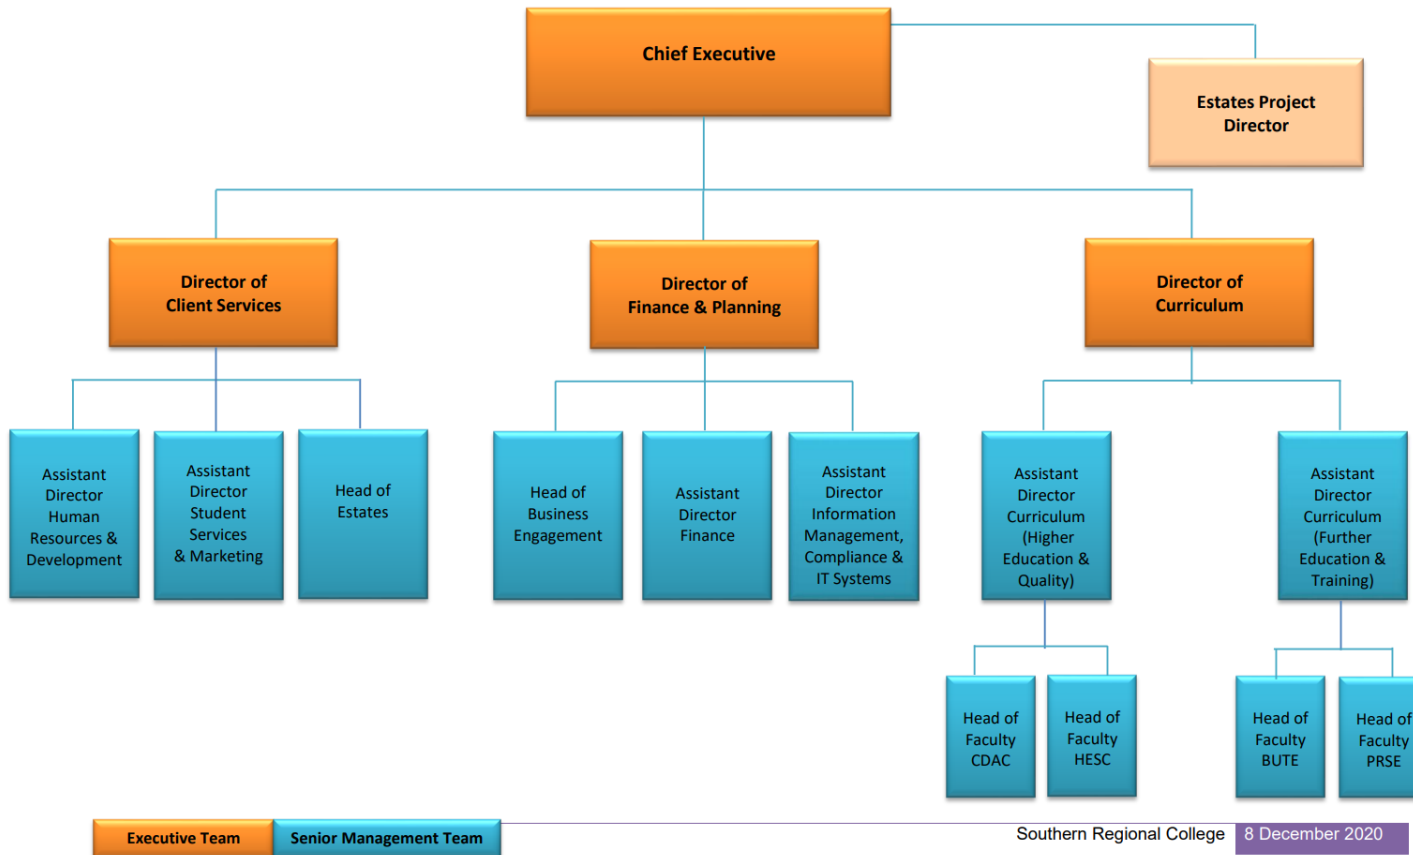 Chief Executive
Estates Project
Director
Director of
Client Services
Director of
Finance & Planning
Director of
Curriculum
Assistant
Director
Human
Resources &
Development
Assistant
Director
Student
Services
& Marketing
Head of
Estates
Head of
Business
Engagement
Assistant
Director
Finance
Assistant
Director
Information
Management,
Compliance &
IT Systems
Assistant
Director
Curriculum
(Higher
Education &
Quality)
Assistant
Director
Curriculum
(Further
Education &
Training)
Head of
Faculty
CDAC
Head of
Faculty
HESC
Head of
Faculty
BUTE
Head of
Faculty
PRSE
Executive Team
Senior Management Team
Southern Regional College
8 December 2020